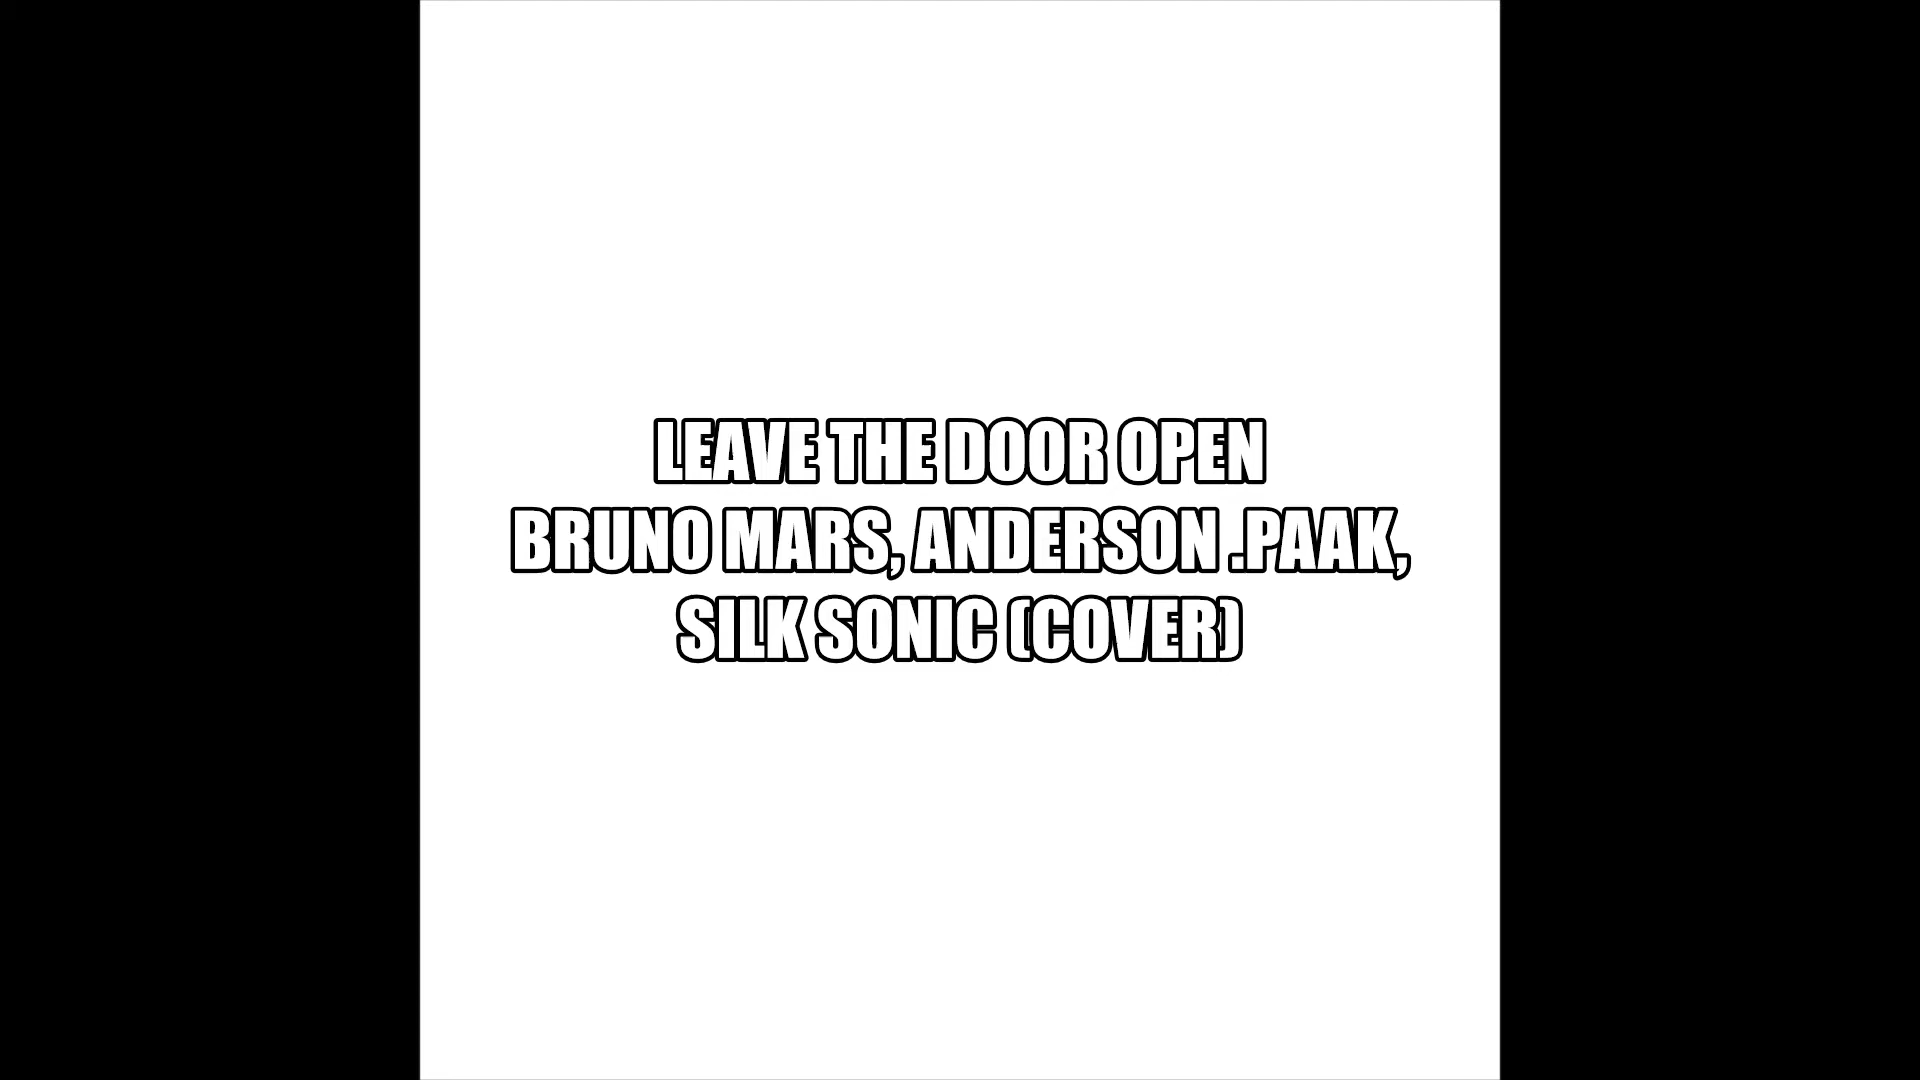 LEAVE THE DOOR OPEN
BRUNO MARS, ANDERSON .PAAK,
SILK SONIC (COVER)